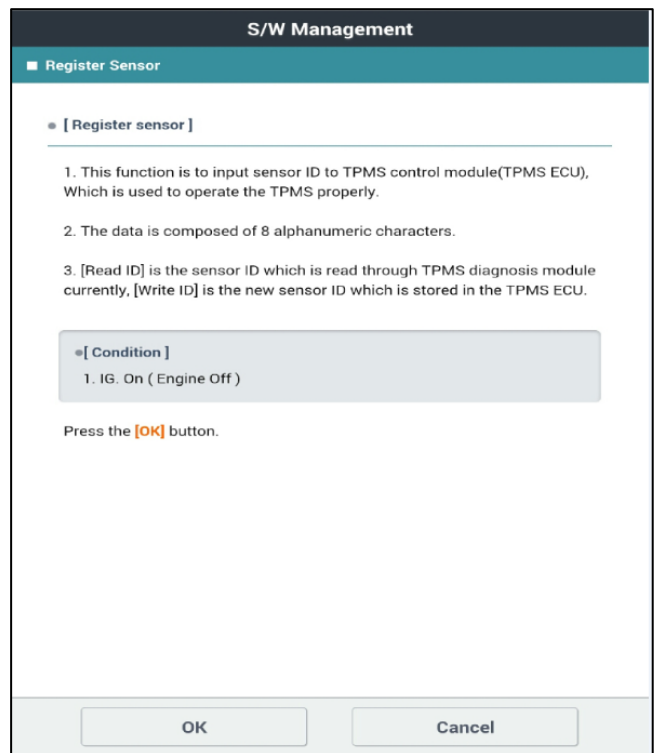 S/W Management
Register Sensor
[ Register sensor ]
1. This function is to input sensor ID to TPMS control module(TPMS ECU),
Which is used to operate the TPMS properly.
2. The data is composed of 8 alphanumeric characters.
3. [Read ID] is the sensor ID which is read through TPMS diagnosis module
currently, [Write ID] is the new sensor ID which is stored in the TPMS ECU.
[ Condition ]
1. IG. On ( Engine Off )
Press the [OK] button.
OK Cancel